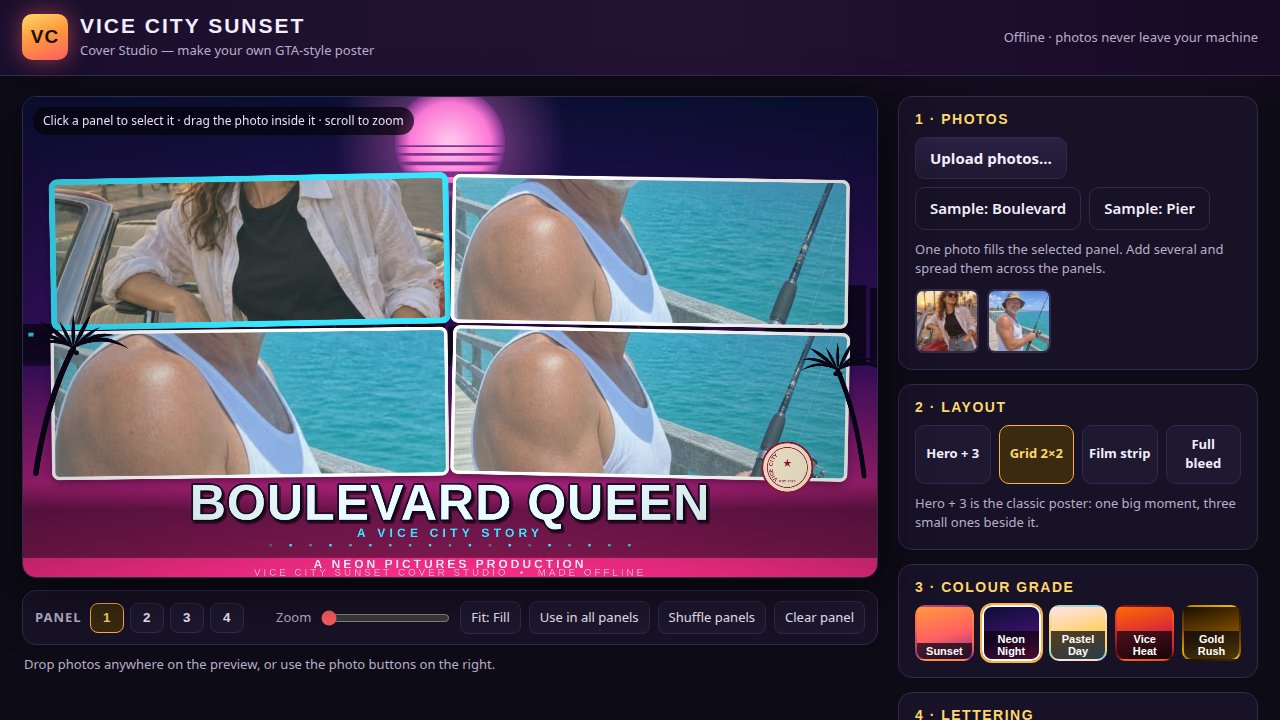 VC
VICE CITY SUNSET
Cover Studio — make your own GTA-style poster
Offline · photos never leave your machine
Click a panel to select it · drag the photo inside it · scroll to zoom
BOULEVARD QUEEN
A VICE CITY STORY
A NEON PICTURES PRODUCTION
VICE CITY SUNSET COVER STUDIO • MADE OFFLINE
PANEL
1
2
3
4
Zoom
Fit: Fill
Use in all panels
Shuffle panels
Clear panel
Drop photos anywhere on the preview, or use the photo buttons on the right.
1 · PHOTOS
Upload photos...
Sample: Boulevard
Sample: Pier
One photo fills the selected panel. Add several and
spread them across the panels.
2 · LAYOUT
Hero + 3
Grid 2×2
Film strip
Full
bleed
Hero + 3 is the classic poster: one big moment, three
small ones beside it.
3 · COLOUR GRADE
Sunset
Neon
Night
Pastel
Day
Vice
Heat
Gold
Rush
4 · LETTERING